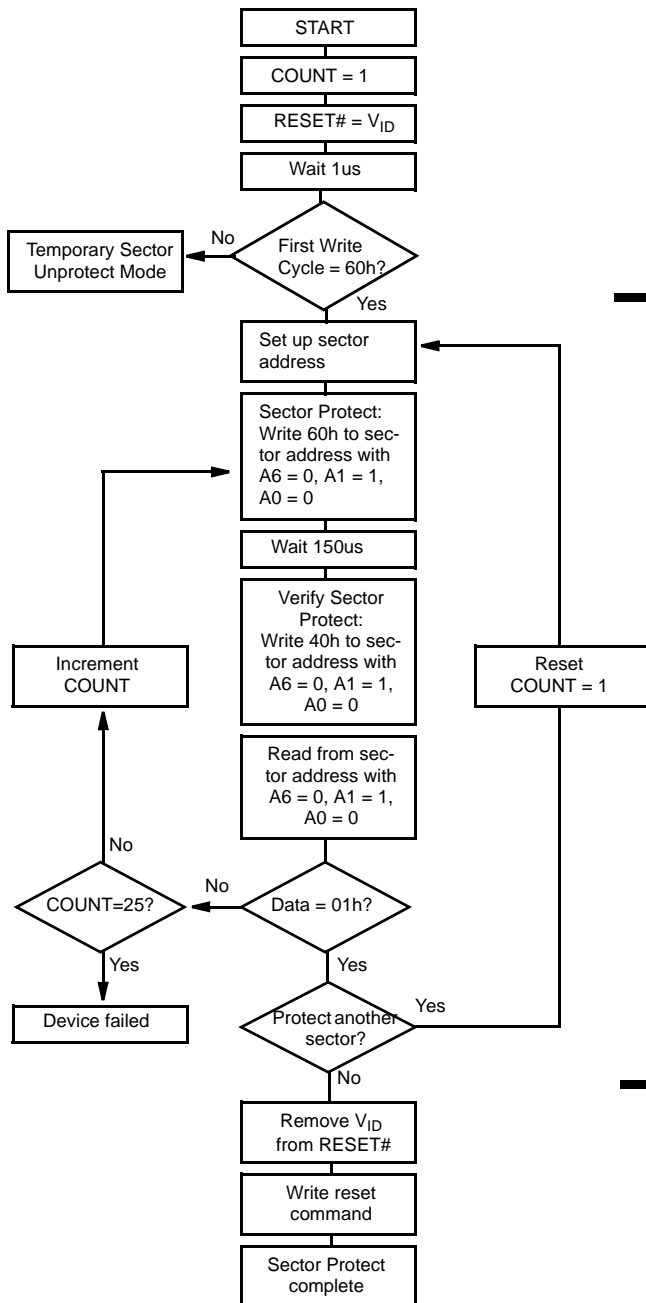 START
COUNT = 1
RESET# = VID
Wait 1us
First Write
Cycle = 60h?
No
Temporary Sector
Unprotect Mode
Yes
Set up sector
address
Sector Protect:
Write 60h to sec-
tor address with
A6 = 0, A1 = 1,
A0 = 0
Wait 150us
Verify Sector
Protect:
Write 40h to sec-
tor address with
A6 = 0, A1 = 1,
A0 = 0
Increment
COUNT
Reset
COUNT = 1
Read from sec-
tor address with
A6 = 0, A1 = 1,
A0 = 0
No
COUNT=25?
No
Data = 01h?
Yes
Yes
Device failed
Protect another
sector?
Yes
No
Remove VID
from RESET#
Write reset
command
Sector Protect
complete